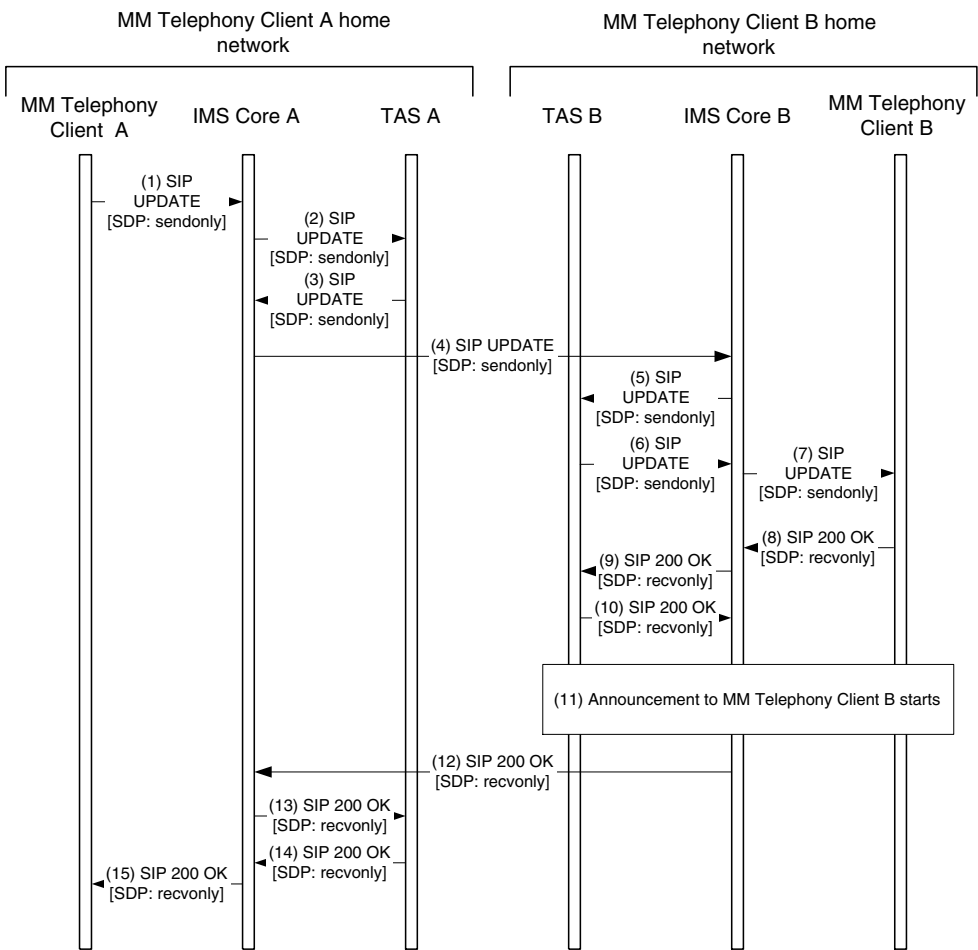 MM Telephony Client A home
network
MM Telephony Client B home
network
MM Telephony
Client A
IMS Core A
TAS A
TAS B
IMS Core B
MM Telephony
Client B
(1) SIP
UPDATE
[SDP: sendonly]
(2) SIP
UPDATE
[SDP: sendonly]
(3) SIP
UPDATE
[SDP: sendonly]
(4) SIP UPDATE
[SDP: sendonly]
(5) SIP
UPDATE
[SDP: sendonly]
(6) SIP
UPDATE
[SDP: sendonly]
(7) SIP
UPDATE
[SDP: sendonly]
(8) SIP 200 OK
[SDP: recvonly]
(9) SIP 200 OK
[SDP: recvonly]
(10) SIP 200 OK
[SDP: recvonly]
(11) Announcement to MM Telephony Client B starts
(12) SIP 200 OK
[SDP: recvonly]
(13) SIP 200 OK
[SDP: recvonly]
(14) SIP 200 OK
[SDP: recvonly]
(15) SIP 200 OK
[SDP: recvonly]